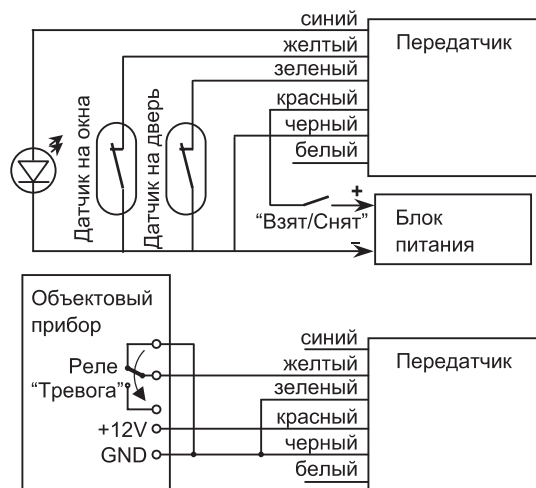 синий
желтый
зеленый
красный
черный
белый
Передатчик
Датчик на окна
Датчик на дверь
+
“Взят/Снят”
–
Блок
питания
Объектовый
прибор
Реле
“Тревога”
+12V
GND
синий
желтый
зеленый
красный
черный
белый
Передатчик